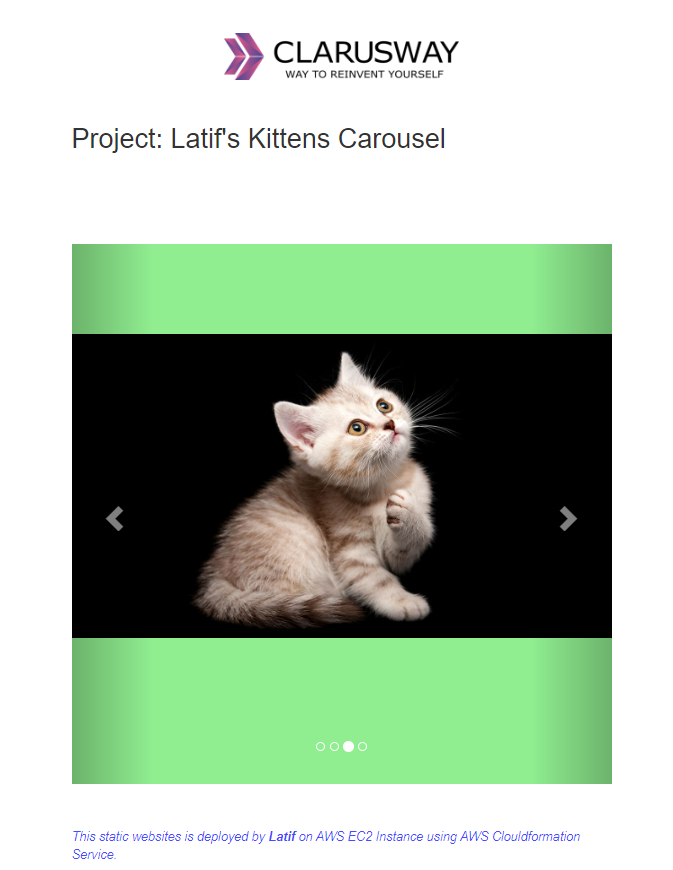 CLARUSWAY
WAY TO REINVENT YOURSELF
Project: Latif's Kittens Carousel
This static websites is deployed by Latif on AWS EC2 Instance using AWS Clouldformation
Service.